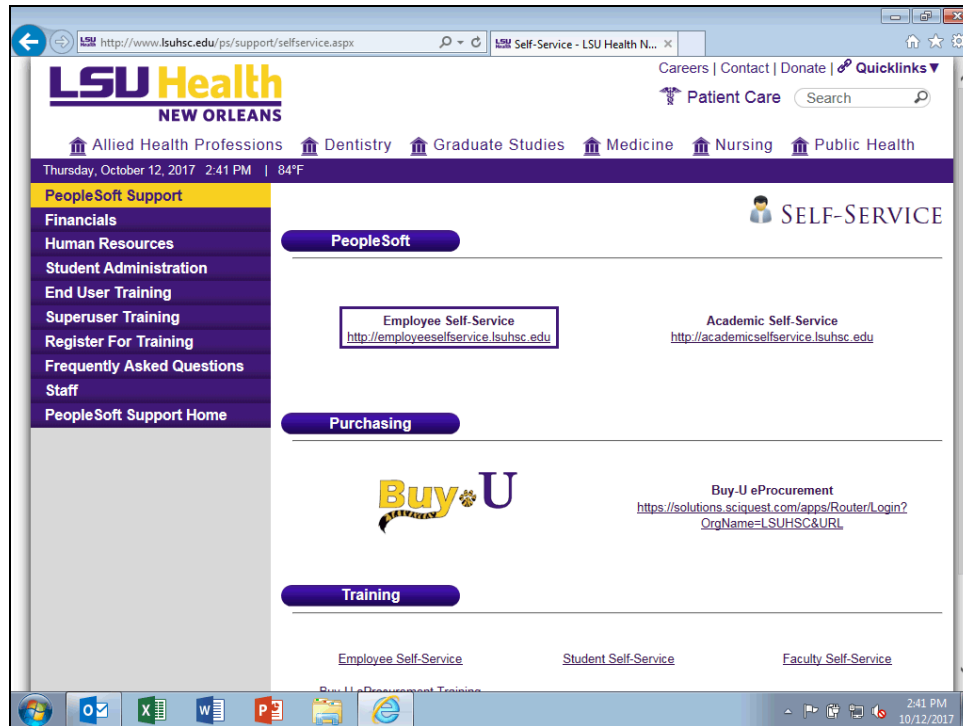 http://www.lsuhsc.edu/ps/support/selfservice.aspx
LSU Self-Service - LSU Health N...
LSU Health
NEW ORLEANS
Careers | Contact | Donate | Quicklinks ▼
Patient Care
Search
Allied Health Professions Dentistry Graduate Studies Medicine Nursing Public Health
Thursday, October 12, 2017 2:41 PM | 84°F
PeopleSoft Support
Financials
Human Resources
Student Administration
End User Training
Superuser Training
Register For Training
Frequently Asked Questions
Staff
PeopleSoft Support Home
SELF-SERVICE
PeopleSoft
Employee Self-Service
http://employeeselfservice.lsuhsc.edu
Academic Self-Service
http://academicselfservice.lsuhsc.edu
Purchasing
Buy U
Buy-U eProcurement
https://solutions.sciquest.com/apps/Router/Login?
OrgName=LSUHSC&URL
Training
Employee Self-Service Student Self-Service Faculty Self-Service
Buy-U eProcurement Training
2:41 PM
10/12/2017